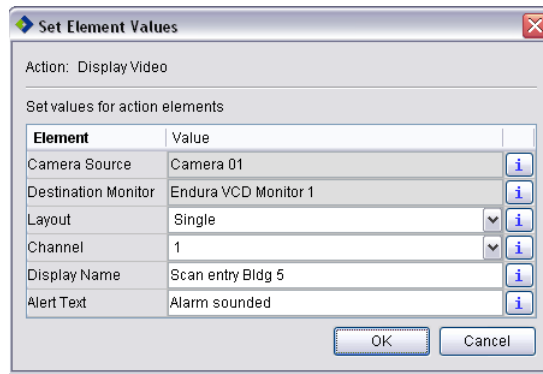 Set Element Values
Action: Display Video
Set values for action elements
Element Value
Camera Source Camera 01 i
Destination Monitor Endura VCD Monitor 1 i
Layout Single i
Channel 1 i
Display Name Scan entry Bldg 5 i
Alert Text Alarm sounded i
OK Cancel